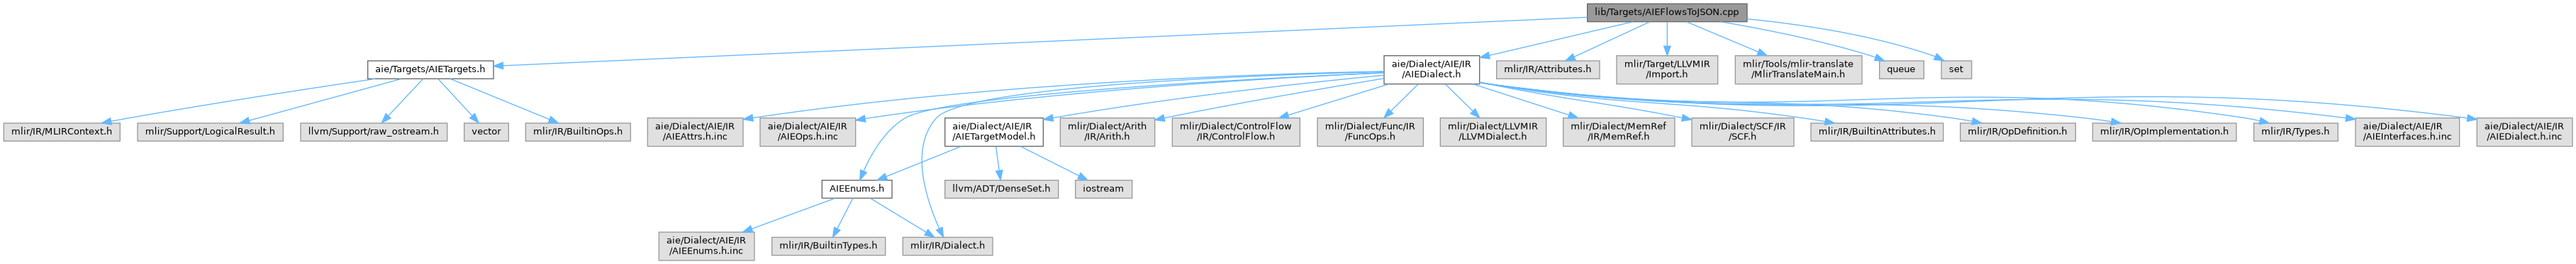 lib/Targets/AIEFlowsToJSON.cpp
aie/Targets/AIETargets.h
aie/Dialect/AIE/IR
/AIEDialect.h
mlir/IR/Attributes.h
mlir/Target/LLVMIR
/Import.h
mlir/Tools/mlir-translate
/MlirTranslateMain.h
queue
set
mlir/IR/MLIRContext.h
mlir/Support/LogicalResult.h
llvm/Support/raw_ostream.h
vector
mlir/IR/BuiltinOps.h
aie/Dialect/AIE/IR
/AIEAttrs.h.inc
aie/Dialect/AIE/IR
/AIEOps.h.inc
aie/Dialect/AIE/IR
/AIETargetModel.h
mlir/Dialect/Arith
/IR/Arith.h
mlir/Dialect/ControlFlow
/IR/ControlFlow.h
mlir/Dialect/Func/IR
/FuncOps.h
mlir/Dialect/LLVMIR
/LLVMDialect.h
mlir/Dialect/MemRef
/IR/MemRef.h
mlir/Dialect/SCF/IR
/SCF.h
mlir/IR/BuiltinAttributes.h
mlir/IR/OpDefinition.h
mlir/IR/OpImplementation.h
mlir/IR/Types.h
aie/Dialect/AIE/IR
/AIEInterfaces.h.inc
aie/Dialect/AIE/IR
/AIEDialect.h.inc
AIEEnums.h
llvm/ADT/DenseSet.h
iostream
aie/Dialect/AIE/IR
/AIEEnums.h.inc
mlir/IR/BuiltinTypes.h
mlir/IR/Dialect.h